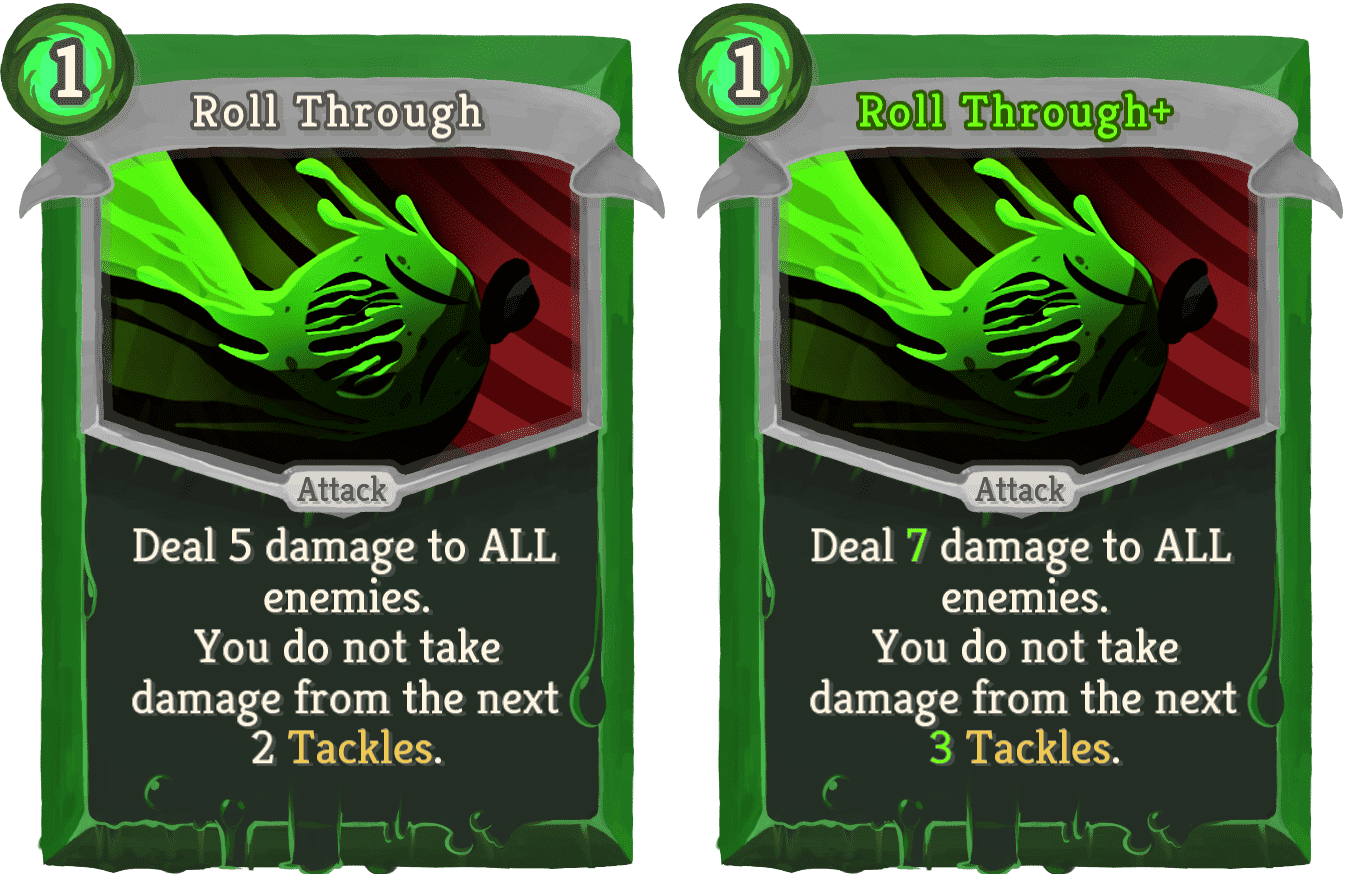 1
Roll Through
Attack
Deal 5 damage to ALL
enemies.
You do not take
damage from the next
2 Tackles.
1
Roll Through+
Attack
Deal 7 damage to ALL
enemies.
You do not take
damage from the next
3 Tackles.